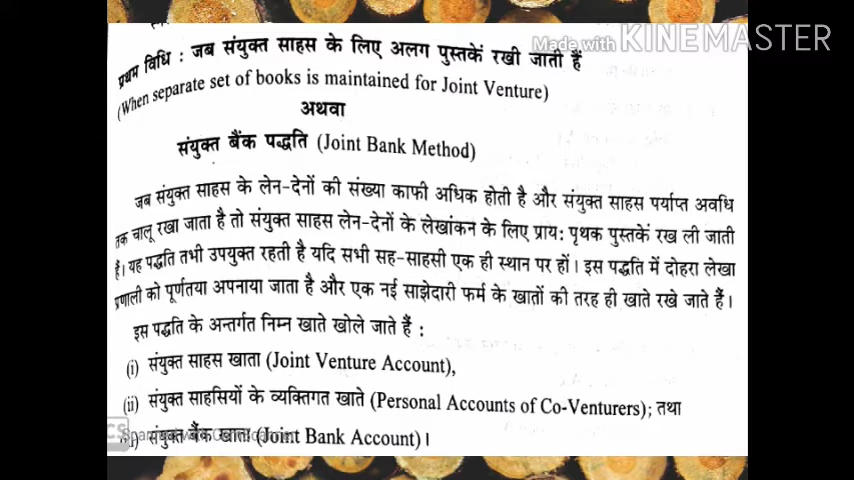 Made with KINEMASTER
प्रथम विधि : जब संयुक्त साहस के लिए अलग पुस्तकें रखी जाती हैं
(When separate set of books is maintained for Joint Venture)
अथवा
संयुक्त बैंक पद्धति (Joint Bank Method)
जब संयुक्त साहस के लेन-देनों की संख्या काफी अधिक होती है और संयुक्त साहस पर्याप्त अवधि
तक चालू रखा जाता है तो संयुक्त साहस लेन-देनों के लेखांकन के लिए प्राय: पृथक पुस्तकें रख ली जाती
हैं। यह पद्धति तभी उपयुक्त रहती है यदि सभी सह-साहसी एक ही स्थान पर हों। इस पद्धति में दोहरा लेखा
प्रणाली को पूर्णतया अपनाया जाता है और एक नई साझेदारी फर्म के खातों की तरह ही खाते रखे जाते हैं।
इस पद्धति के अन्तर्गत निम्न खाते खोले जाते हैं :
(i) संयुक्त साहस खाता (Joint Venture Account),
(ii) संयुक्त साहसियों के व्यक्तिगत खाते (Personal Accounts of Co-Venturers); तथा
संयुक्त बैंक खाता (Joint Bank Account)।
CS